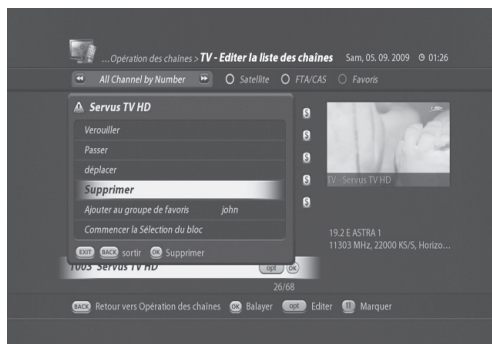 ...Opération des chaînes > TV - Editer la liste des chaînes Sam, 05. 09. 2009 01:26
All Channel by Number Satellite FTA/CAS Favoris
Servus TV HD
Verouiller
Passer
déplacer
Supprimer
Ajouter au groupe de favoris john
Commencer la Sélection du bloc
EXIT BACK sortir OK Supprimer
S
S
S
S
S
TV - Servus TV HD
19.2 E ASTRA 1
11303 MHz, 22000 KS/S, Horizo...
1003 Servus TV HD opt OK
26/68
BACK Retour vers Opération des chaînes OK Balayer opt Editer Marquer